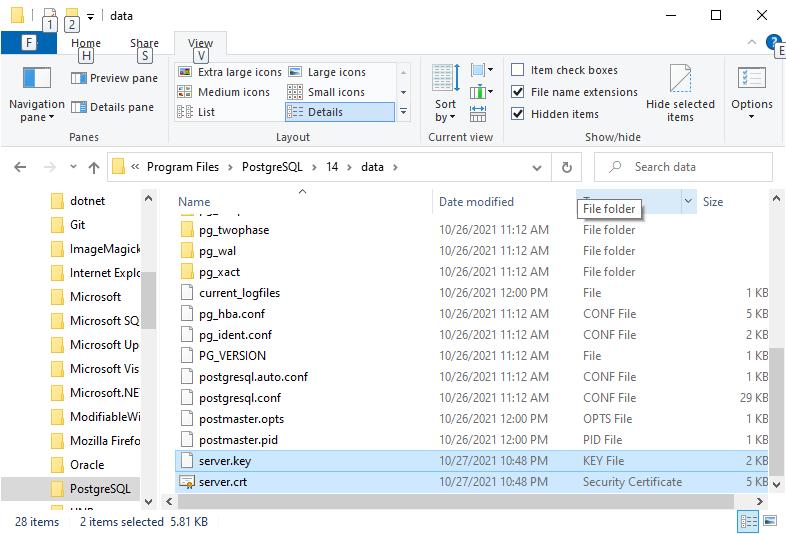 1 2 data
F Home Share View E
H S V
Extra large icons Large icons
Medium icons Small icons
List Details
Preview pane
Details pane
Navigation
pane
Panes
Layout
Sort
by
Current view
Item check boxes
File name extensions
Hidden items
Hide selected
items
Show/hide
Options
« Program Files › PostgreSQL › 14 › data › Search data
dotnet
Git
ImageMagick
Internet Explo
Microsoft
Microsoft SQ
Microsoft Up
Microsoft Vis
Microsoft.NE
ModifiableWi
Mozilla Firefo
Oracle
PostgreSQL
Name Date modified Size
File folder
pg_twophase 10/26/2021 11:12 AM File folder
pg_wal 10/26/2021 11:12 AM File folder
pg_xact 10/26/2021 11:12 AM File folder
current_logfiles 10/26/2021 12:00 PM File 1 KB
pg_hba.conf 10/26/2021 11:12 AM CONF File 5 KB
pg_ident.conf 10/26/2021 11:12 AM CONF File 2 KB
PG_VERSION 10/26/2021 11:12 AM File 1 KB
postgresql.auto.conf 10/26/2021 11:12 AM CONF File 1 KB
postgresql.conf 10/26/2021 11:12 AM CONF File 29 KB
postmaster.opts 10/26/2021 12:00 PM OPTS File 1 KB
postmaster.pid 10/26/2021 12:00 PM PID File 1 KB
server.key 10/27/2021 10:48 PM KEY File 2 KB
server.crt 10/27/2021 10:48 PM Security Certificate 5 KB
28 items 2 items selected 5.81 KB